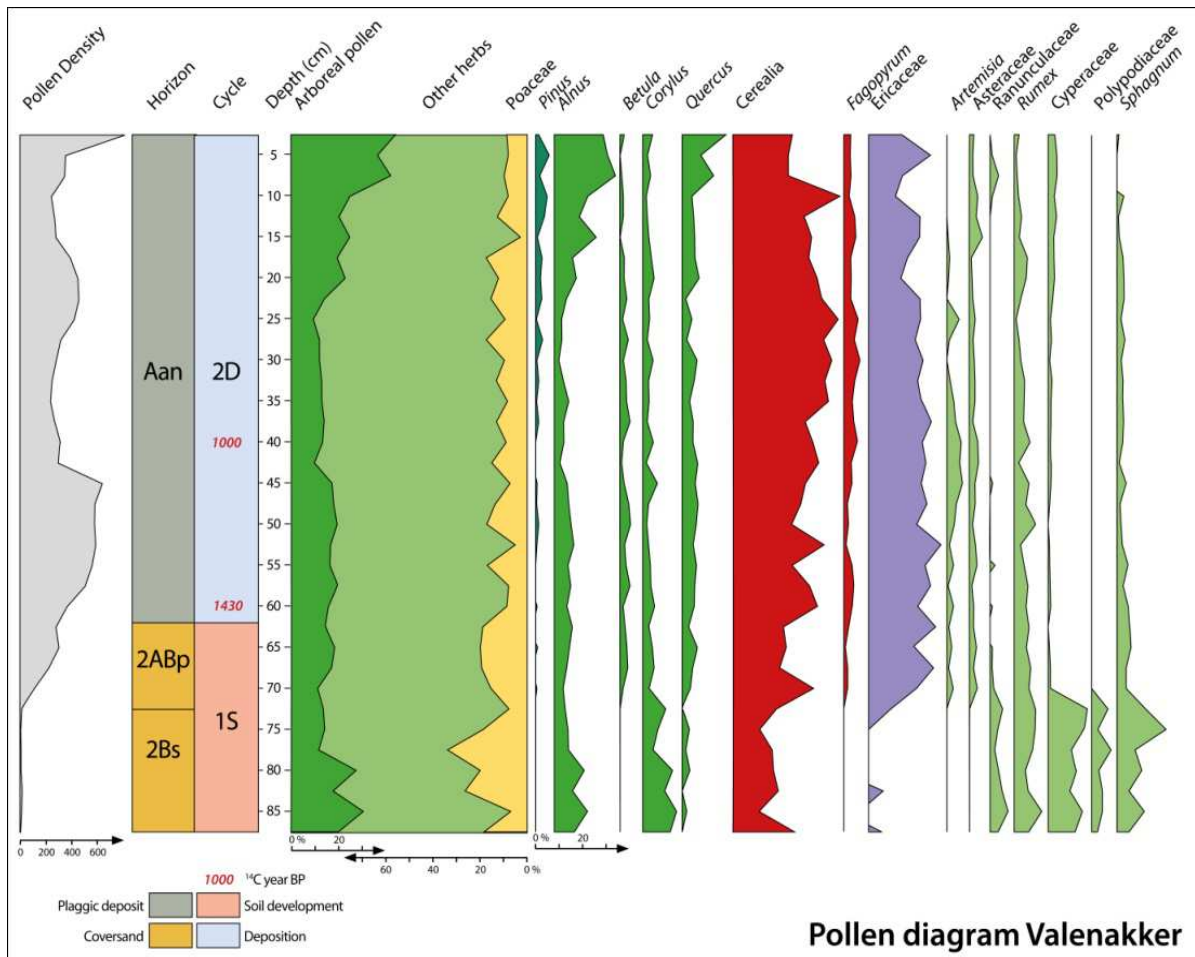 Pollen Density
Horizon
Cycle
Depth (cm)
Arboreal pollen
Other herbs
Poaceae
Pinus
Alnus
Betula
Corylus
Quercus
Cerealia
Fagopyrum
Ericaceae
Artemisia
Asteraceae
Ranunculaceae
Rumex
Cyperaceae
Polypodiaceae
Sphagnum
5
10
15
20
25
30
35
40
45
50
55
60
65
70
75
80
85
Aan
2D
1000
1430
2ABp
1S
2Bs
0 200 400 600
0 % 20
60 40 20 0 %
0 % 20
1000 ¹⁴C year BP
Plaggic deposit Soil development
Coversand Deposition
Pollen diagram Valenakker